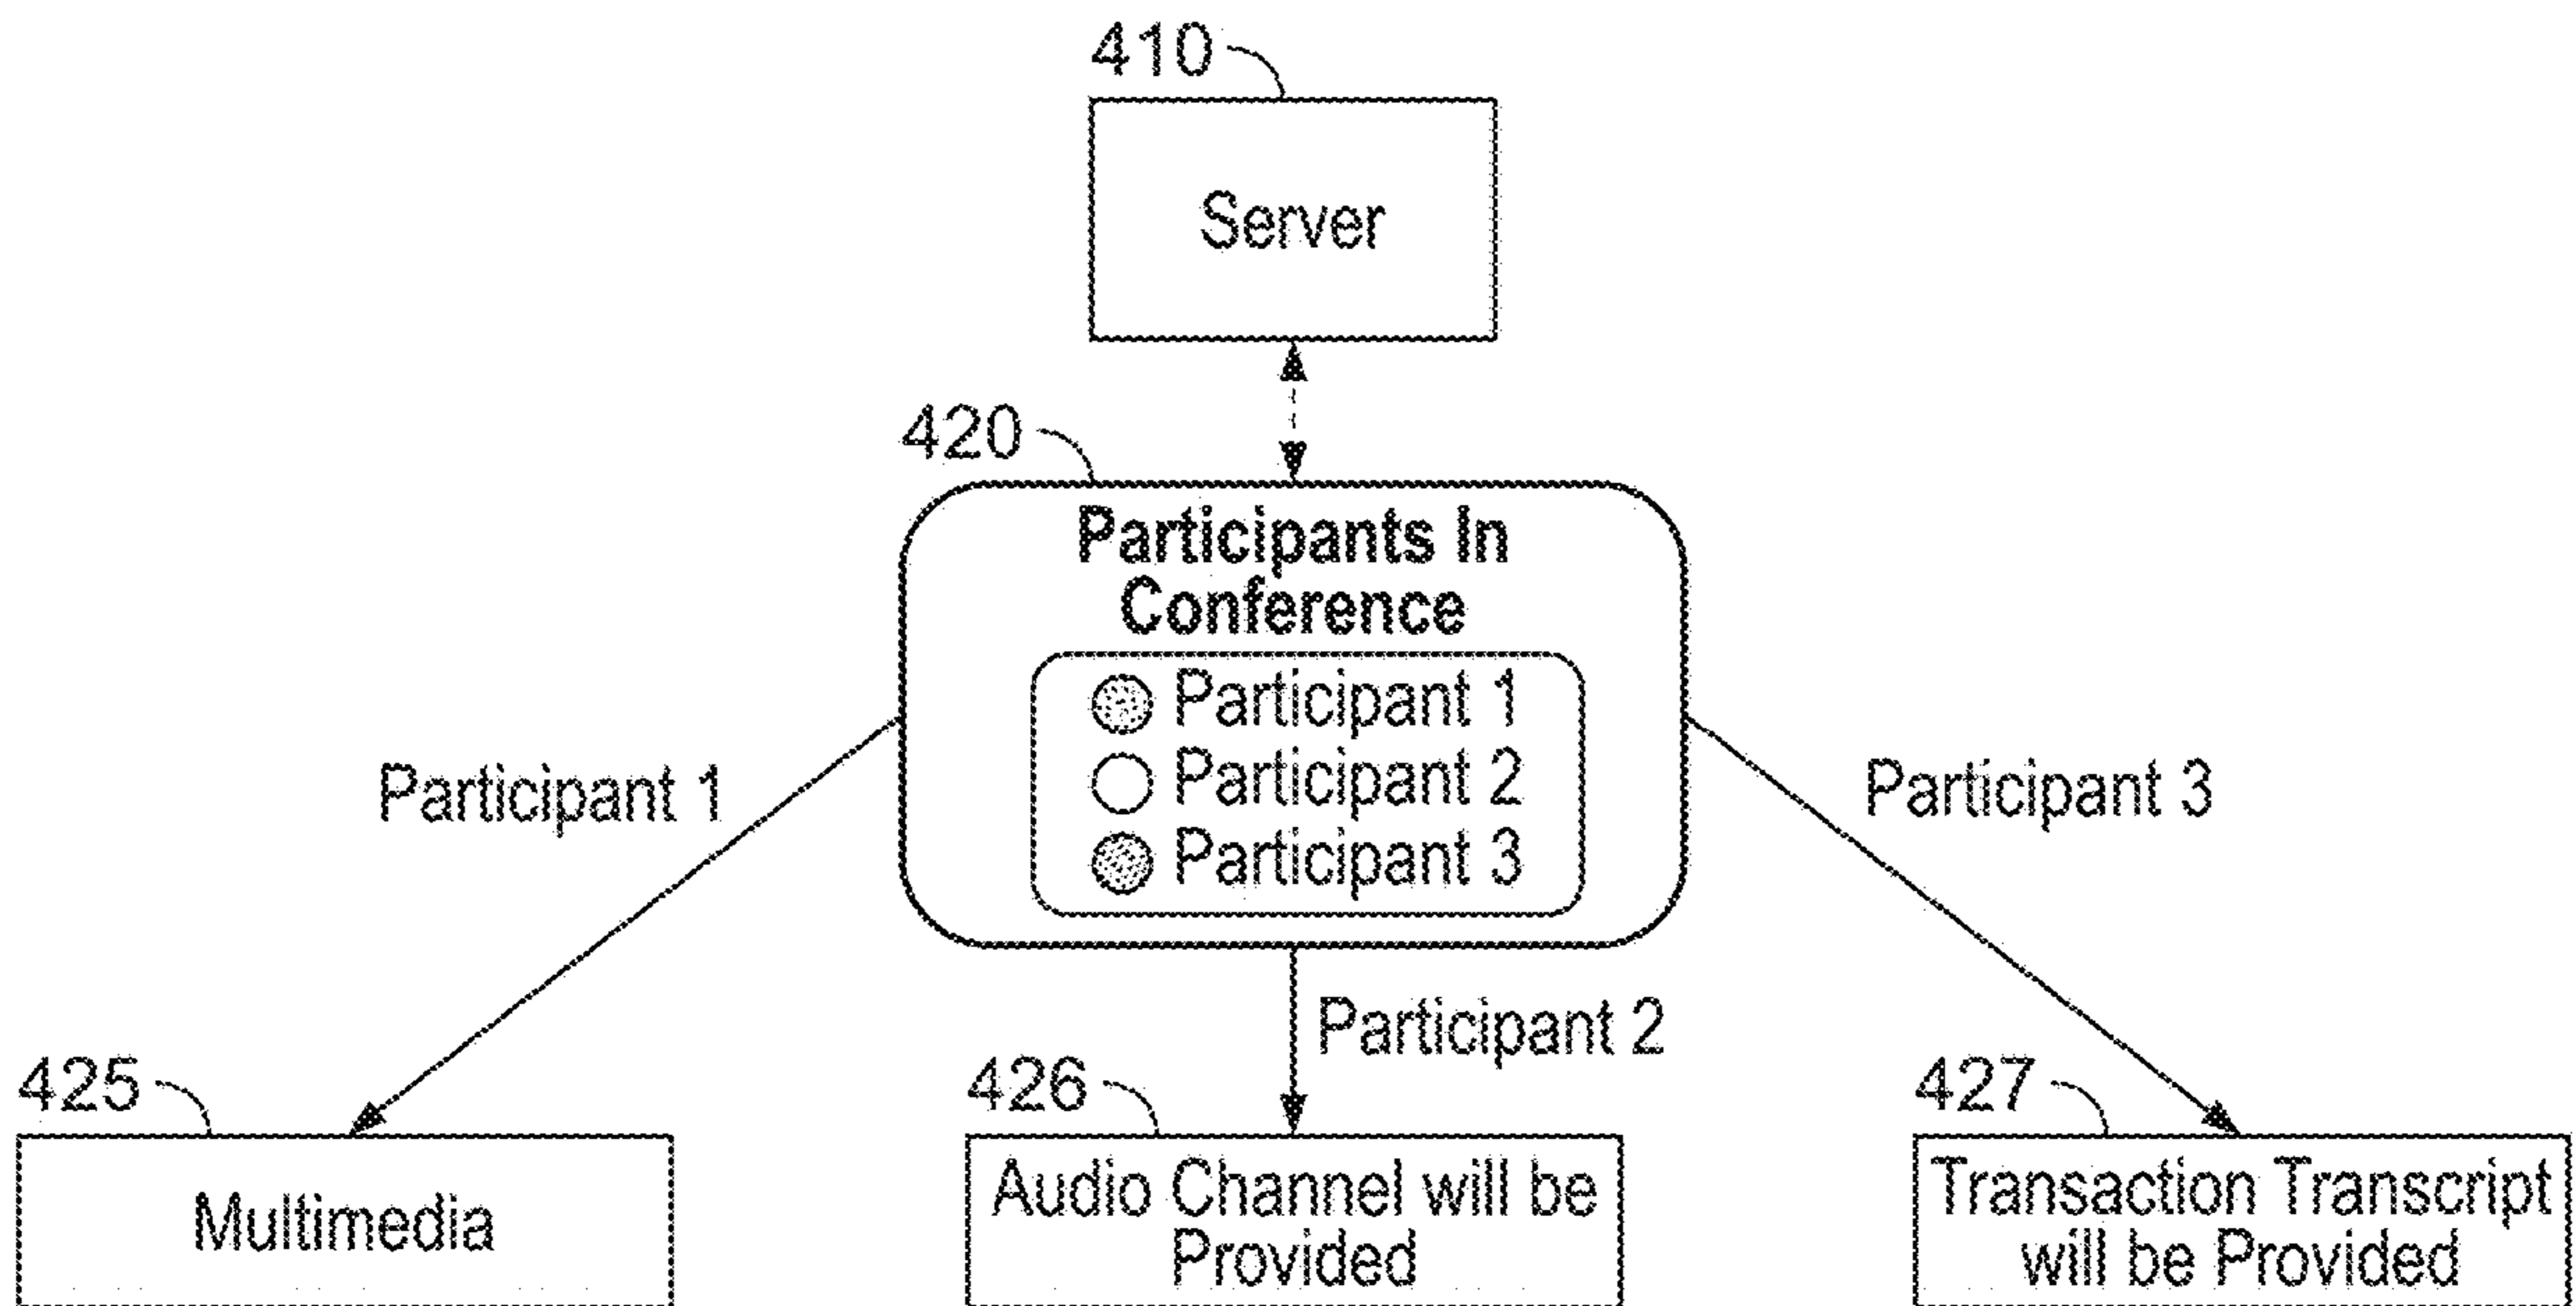 410
Server
420
Participants In
Conference
Participant 1
Participant 2
Participant 3
Participant 1
Participant 3
Participant 2
425
Multimedia
426
Audio Channel will be
Provided
427
Transaction Transcript
will be Provided